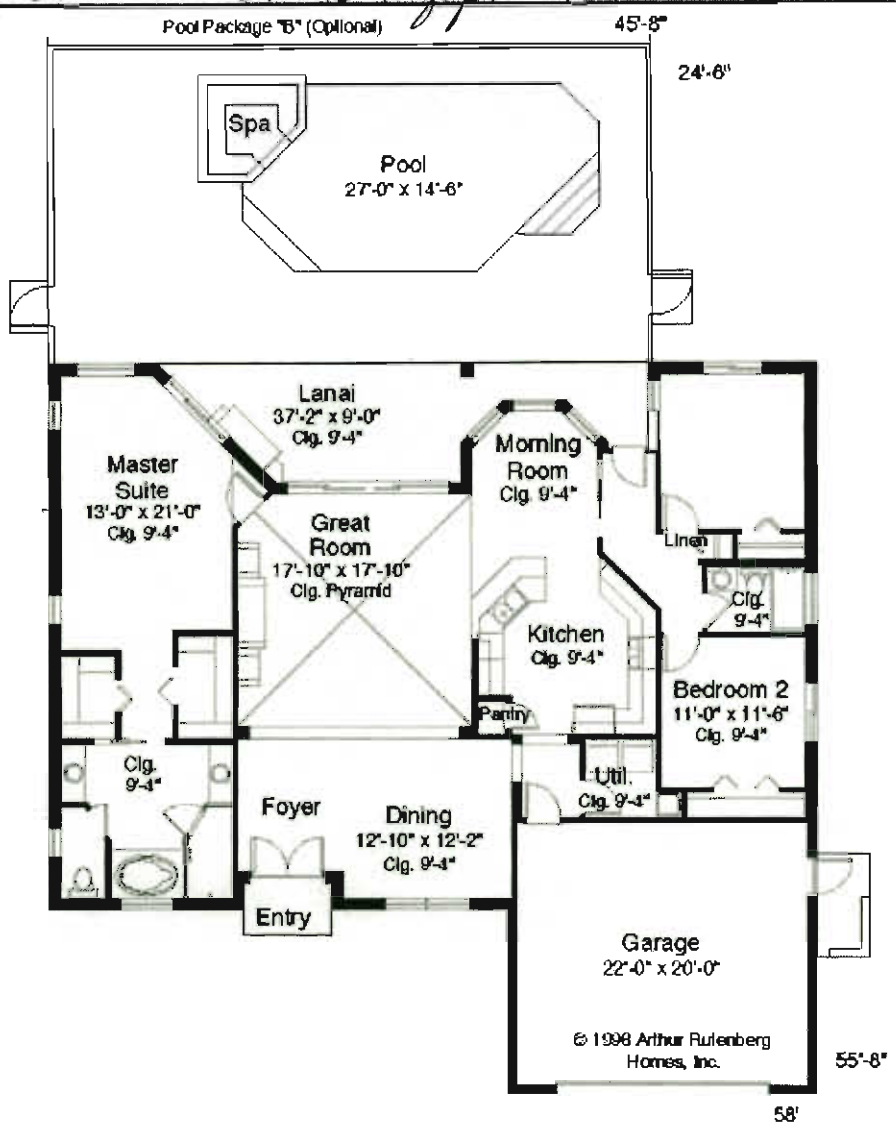 Pool Package "B" (Optional)
45'-8"
24'-6"
Spa
Pool
27'-0" x 14'-6"
Lanai
37'-2" x 9'-0"
Clg. 9'-4"
Master
Suite
13'-0" x 21'-0"
Clg. 9'-4"
Morning
Room
Clg. 9'-4"
Great
Room
17'-10" x 17'-10"
Clg. Pyramid
Linen
Clg.
9'-4"
Kitchen
Clg. 9'-4"
Bedroom 2
11'-0" x 11'-6"
Clg. 9'-4"
Pantry
Clg.
9'-4"
Util.
Clg. 9'-4"
Foyer
Dining
12'-10" x 12'-2"
Clg. 9'-4"
Entry
Garage
22'-0" x 20'-0"
© 1998 Arthur Rutenberg
Homes, Inc.
55'-8"
58'